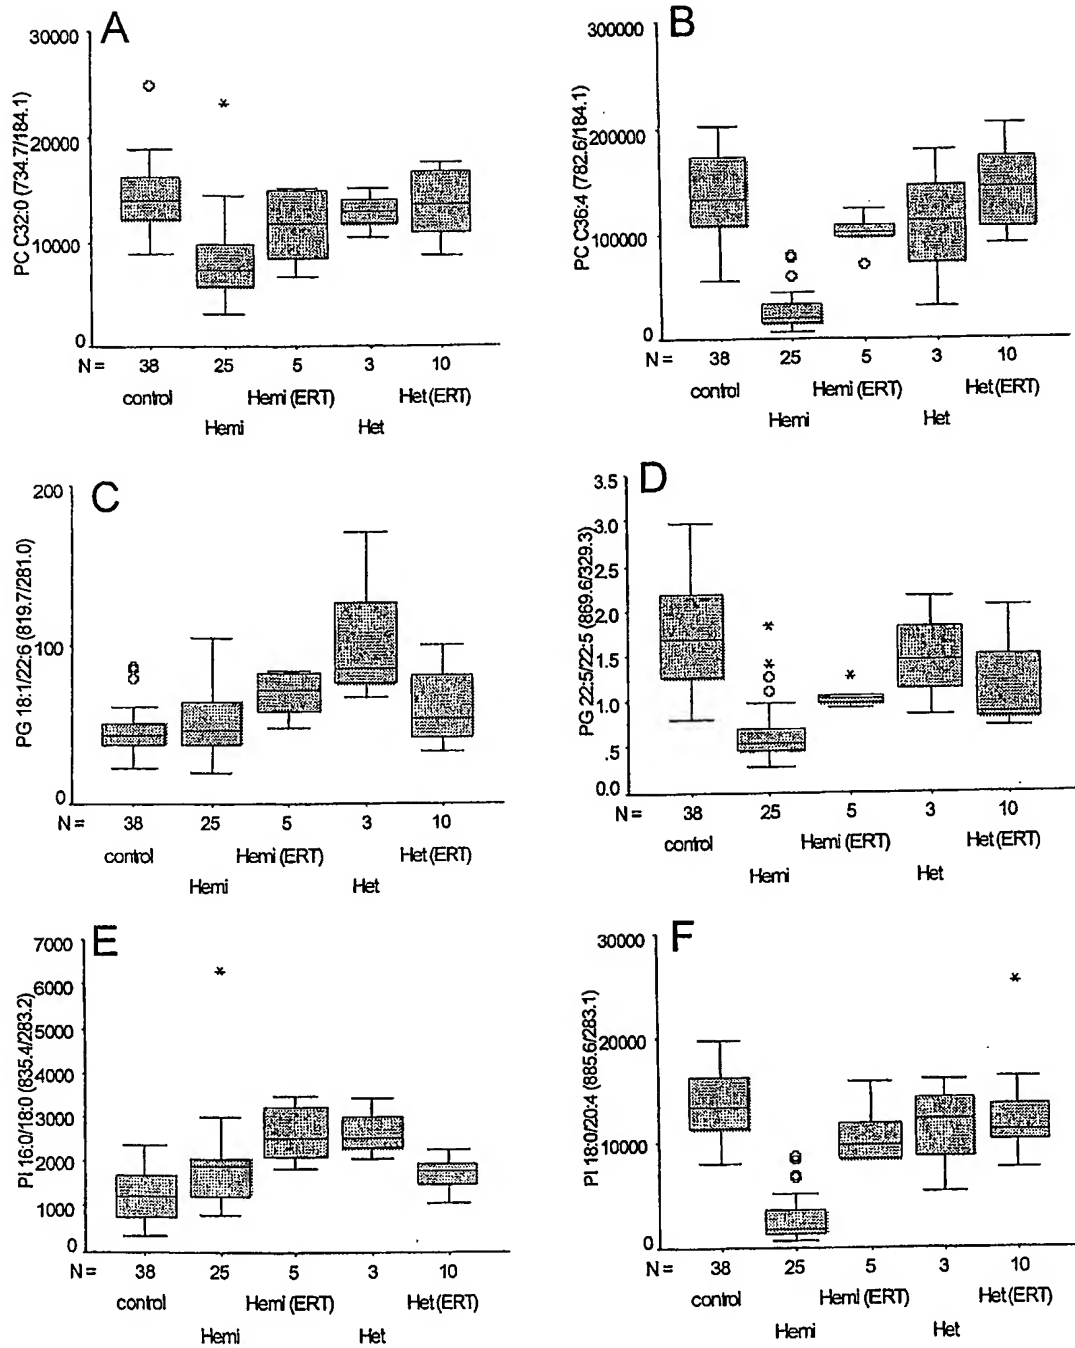 A
PC C32:0 (734.7/184.1)
30000
20000
10000
0
N = 38 25 5 3 10
control Hemi (ERT) Het (ERT)
Hemi Het
B
PC C36:4 (782.6/184.1)
300000
200000
100000
0
N = 38 25 5 3 10
control Hemi (ERT) Het (ERT)
Hemi Het
C
PG 18:1/22:6 (819.7/281.0)
200
100
0
N = 38 25 5 3 10
control Hemi (ERT) Het (ERT)
Hemi Het
D
PG 22:5/22:5 (869.6/329.3)
3.5
3.0
2.5
2.0
1.5
1.0
.5
0.0
N = 38 25 5 3 10
control Hemi (ERT) Het (ERT)
Hemi Het
E
PI 16:0/18:0 (835.4/283.2)
7000
6000
5000
4000
3000
2000
1000
0
N = 38 25 5 3 10
control Hemi (ERT) Het (ERT)
Hemi Het
F
PI 18:0/20:4 (885.6/283.1)
30000
20000
10000
0
N = 38 25 5 3 10
control Hemi (ERT) Het (ERT)
Hemi Het